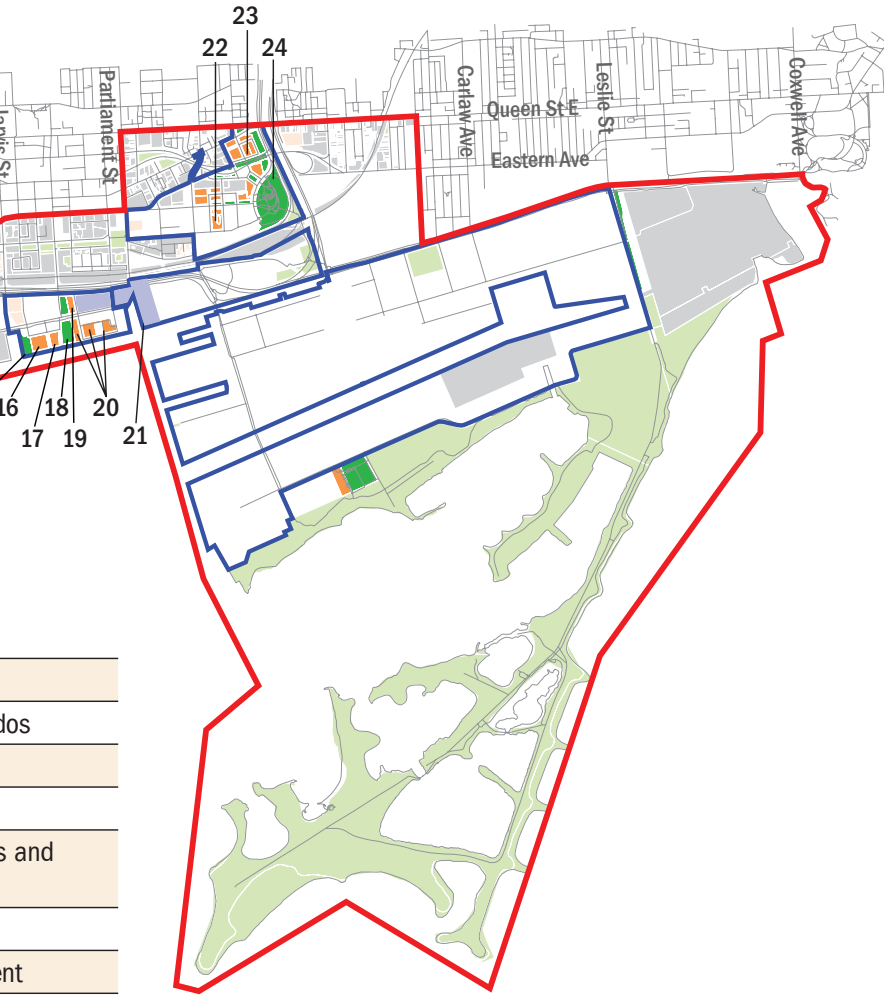 23
22
24
Parliament St
Carlaw Ave
Leslie St
Coxwell Ave
Queen St E
Eastern Ave
16
18
20
17
19
21
dos
s and
ent